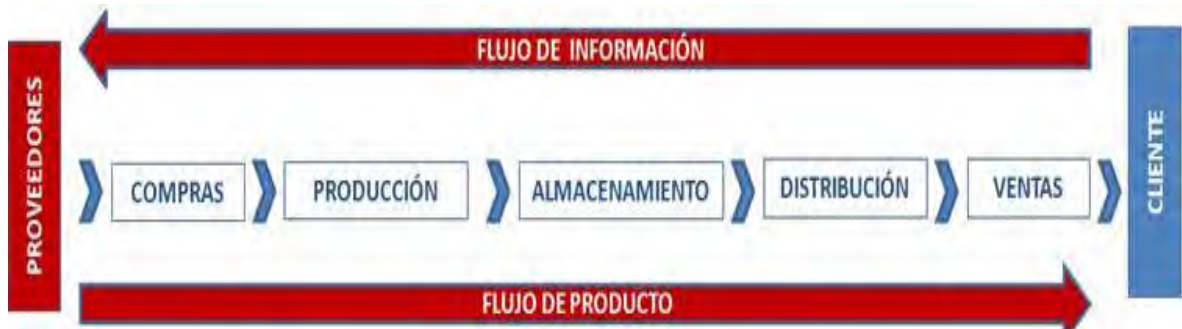 FLUJO DE INFORMACIÓN
PROVEEDORES
COMPRAS
PRODUCCIÓN
ALMACENAMIENTO
DISTRIBUCIÓN
VENTAS
CLIENTE
FLUJO DE PRODUCTO